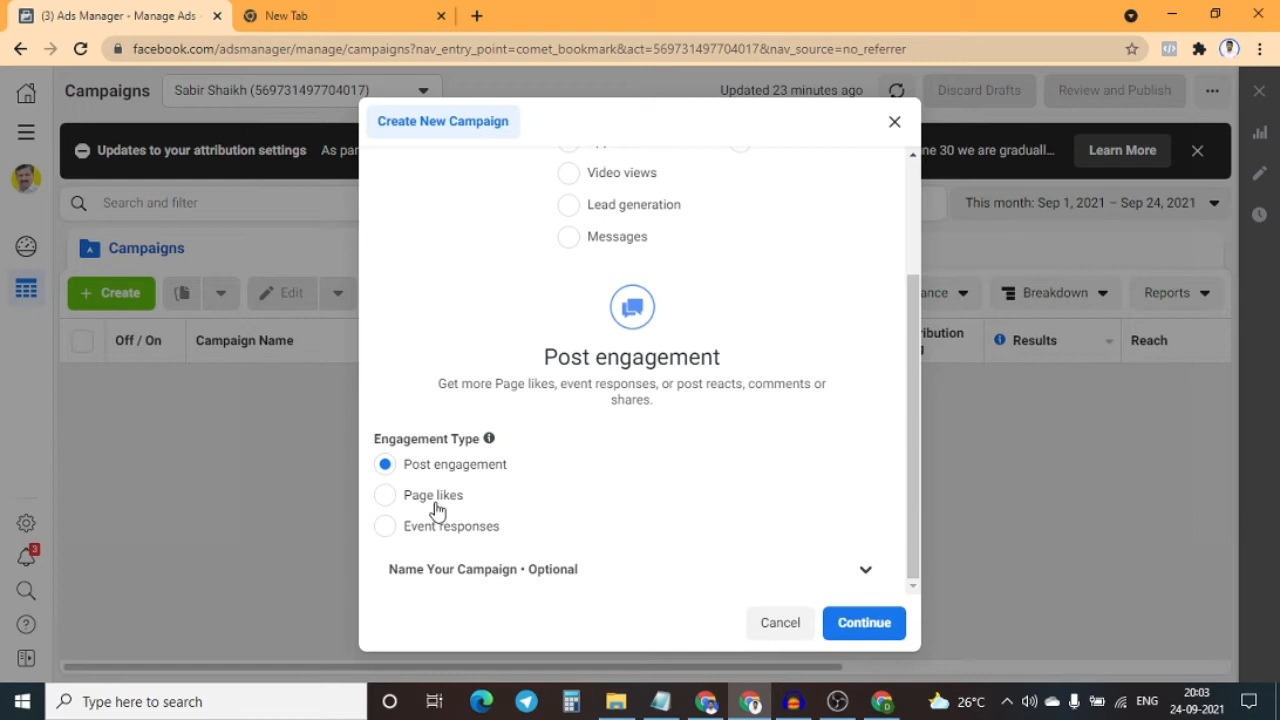 (3) Ads Manager - Manage Ads
New Tab
facebook.com/adsmanager/manage/campaigns?nav_entry_point=comet_bookmark&act=569731497704017&nav_source=no_referrer
Campaigns
Sabir Shaikh (569731497704017)
Updated 23 minutes ago
Discard Drafts
Review and Publish
Create New Campaign
Updates to your attribution settings
As par
ne 30 we are graduall...
Learn More
Video views
Search and filter
Lead generation
This month: Sep 1, 2021 – Sep 24, 2021
Messages
Campaigns
+ Create
Edit
ance
Breakdown
Reports
Off / On
Campaign Name
ribution
Results
Reach
Post engagement
Get more Page likes, event responses, or post reacts, comments or
shares.
Engagement Type
Post engagement
Page likes
Event responses
3
Name Your Campaign • Optional
Cancel
Continue
Type here to search
26°C
ENG
20:03
24-09-2021